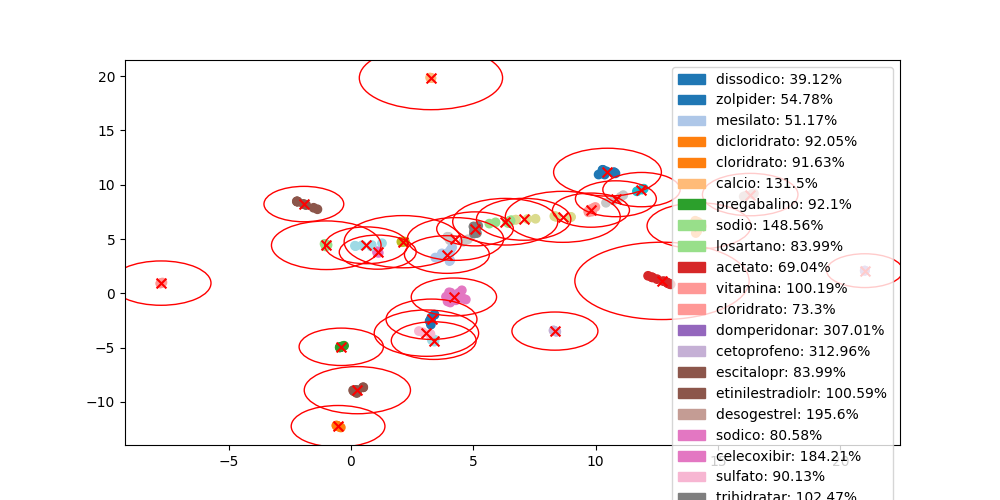 20
15
10
5
0
−5
−10
−5
0
5
10
15
20
dissodico: 39.12%
zolpider: 54.78%
mesilato: 51.17%
dicloridrato: 92.05%
cloridrato: 91.63%
calcio: 131.5%
pregabalino: 92.1%
sodio: 148.56%
losartano: 83.99%
acetato: 69.04%
vitamina: 100.19%
cloridrato: 73.3%
domperidonar: 307.01%
cetoprofeno: 312.96%
escitalopr: 83.99%
etinilestradiolr: 100.59%
desogestrel: 195.6%
sodico: 80.58%
celecoxibir: 184.21%
sulfato: 90.13%
trihidratar: 102.47%